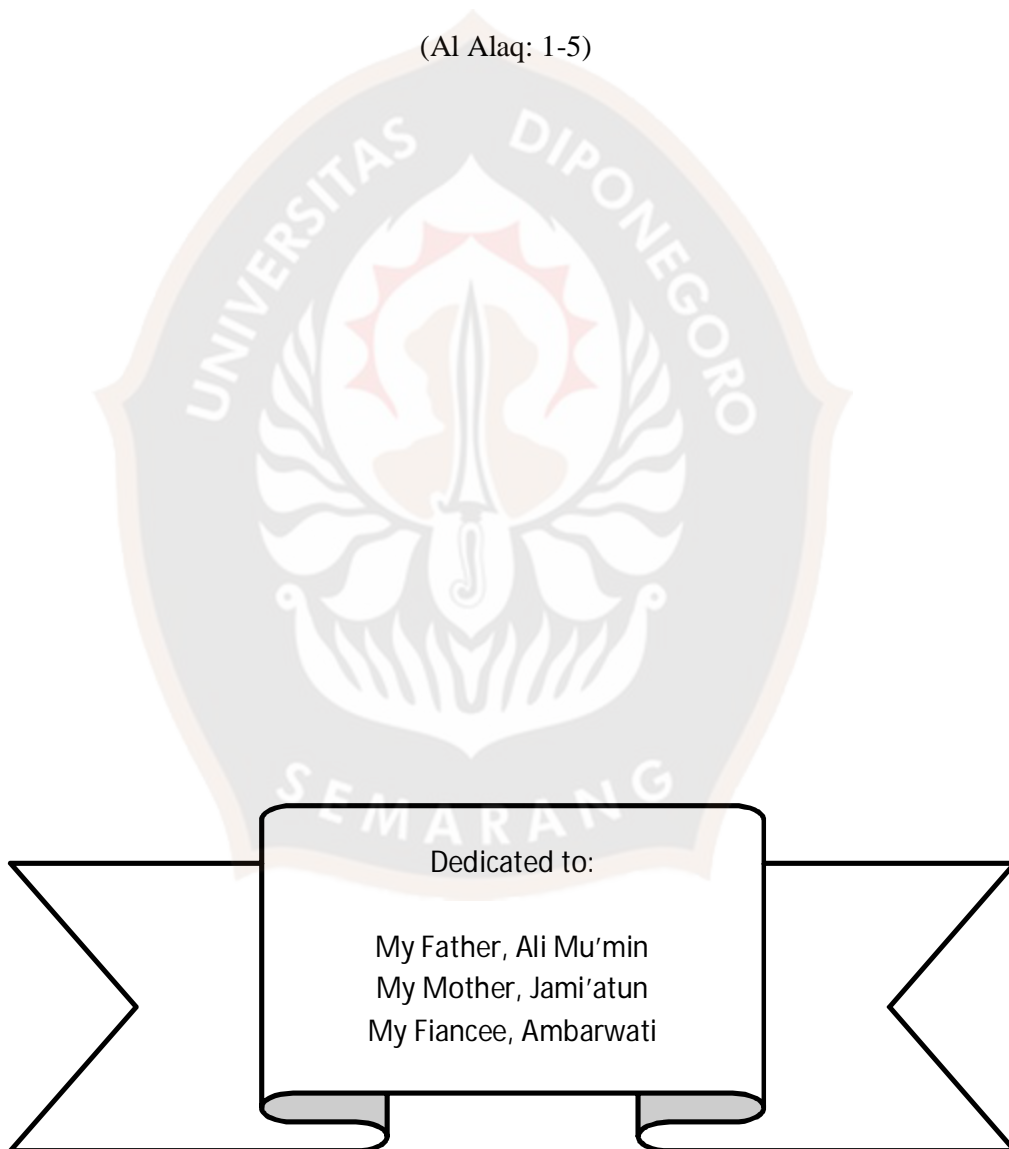 (Al Alaq: 1-5)
UNIVERSITAS DIPONEGORO
SEMARANG
Dedicated to:
My Father, Ali Mu’min
My Mother, Jami’atun
My Fiancee, Ambarwati